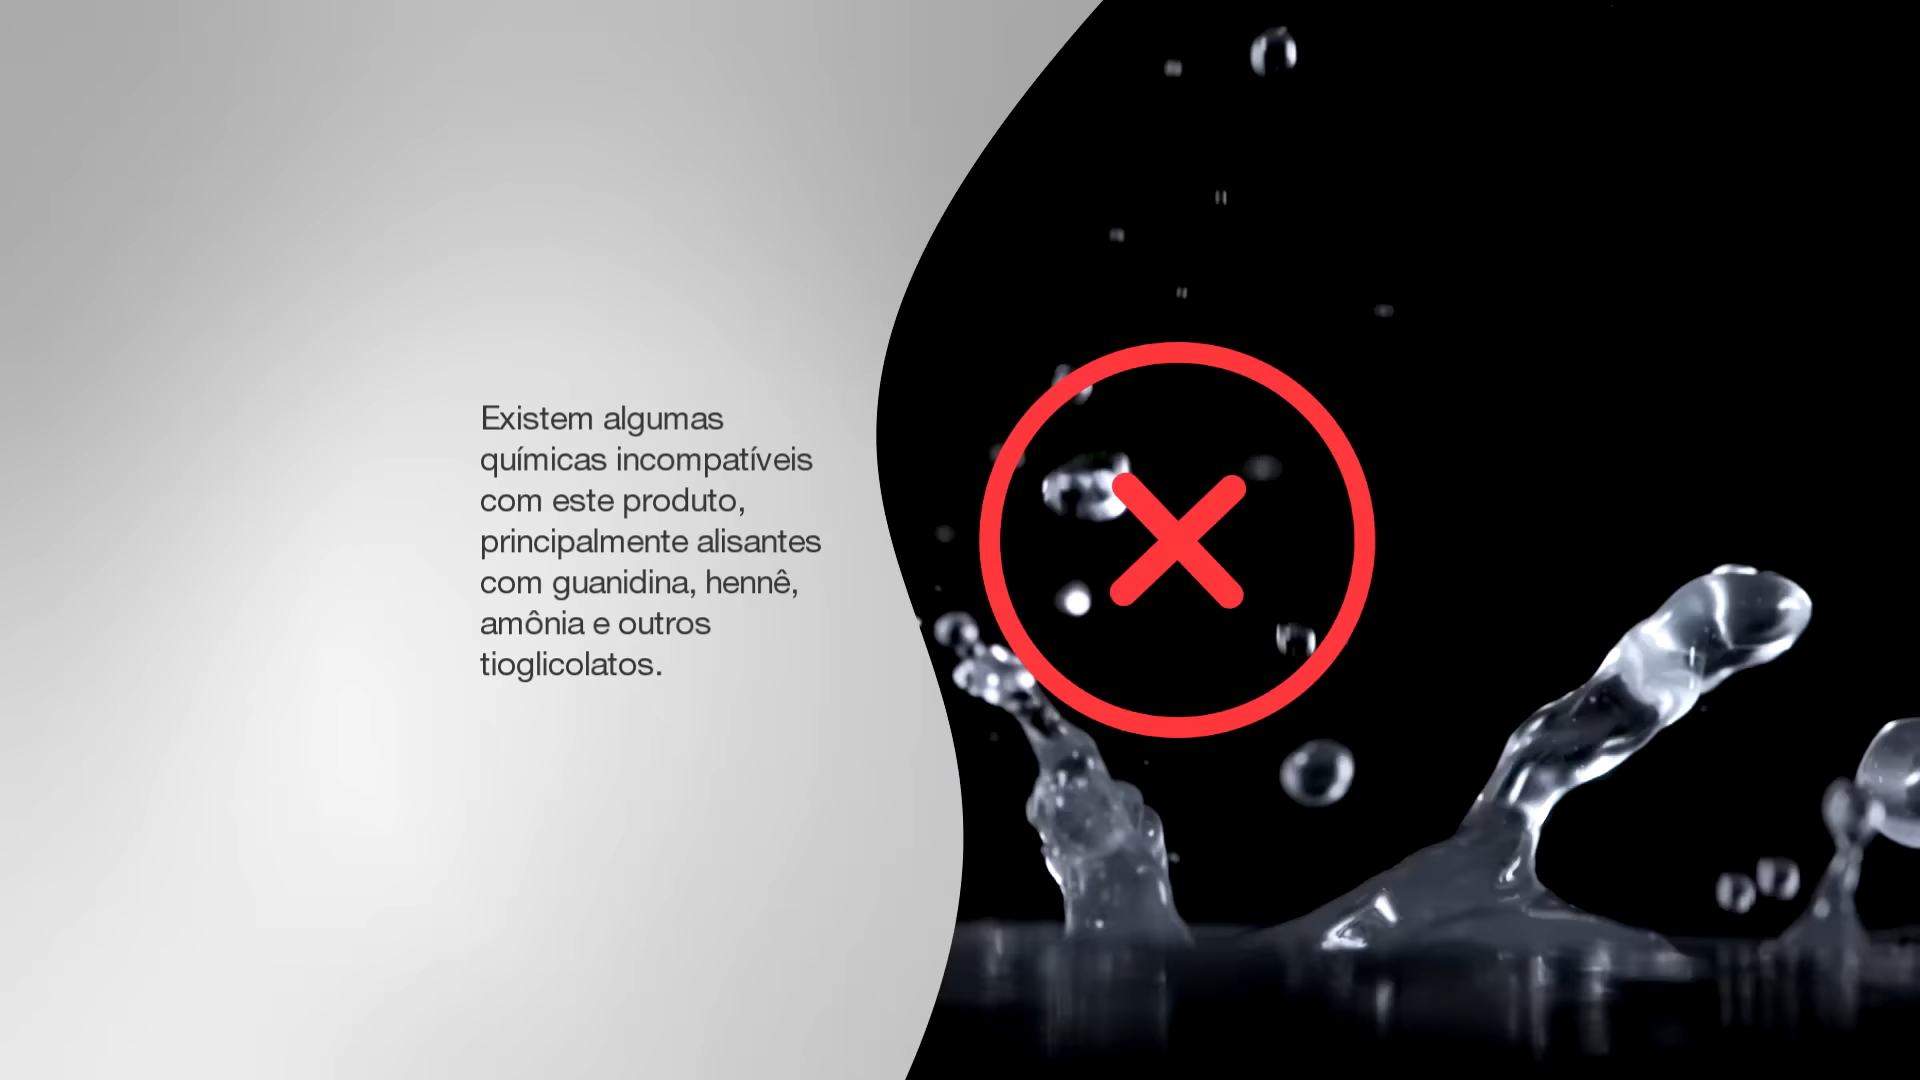 Existem algumas
químicas incompatíveis
com este produto,
principalmente alisantes
com guanidina, hennê,
amônia e outros
tioglicolatos.